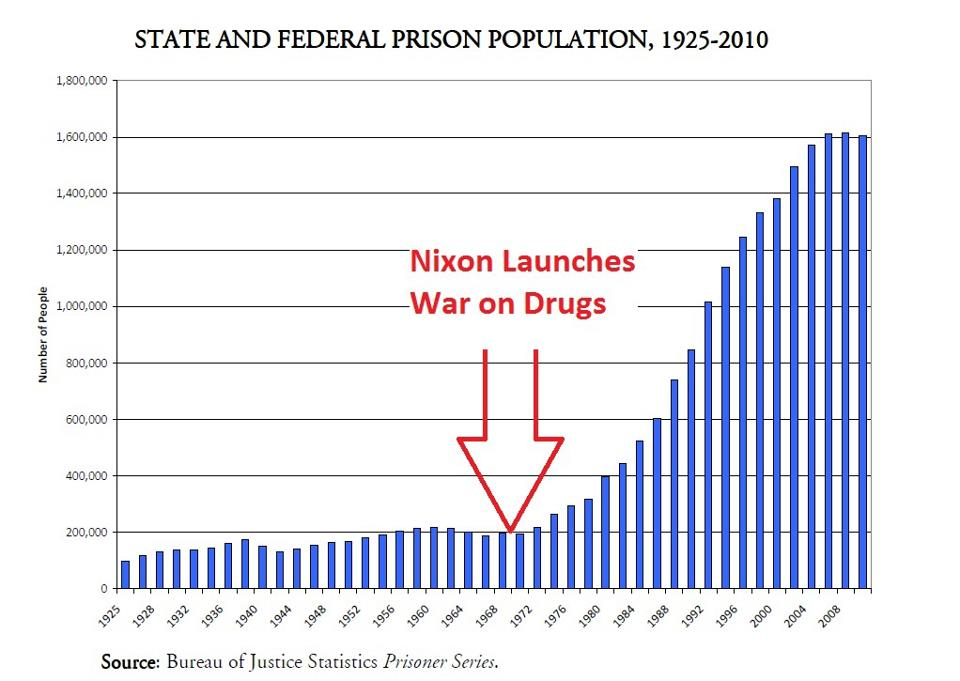 STATE AND FEDERAL PRISON POPULATION, 1925-2010
1,800,000
1,600,000
1,400,000
1,200,000
1,000,000
800,000
600,000
400,000
200,000
0
Number of People
Nixon Launches
War on Drugs
1925 1928 1932 1936 1940 1944 1948 1952 1956 1960 1964 1968 1972 1976 1980 1984 1988 1992 1996 2000 2004 2008
Source: Bureau of Justice Statistics Prisoner Series.